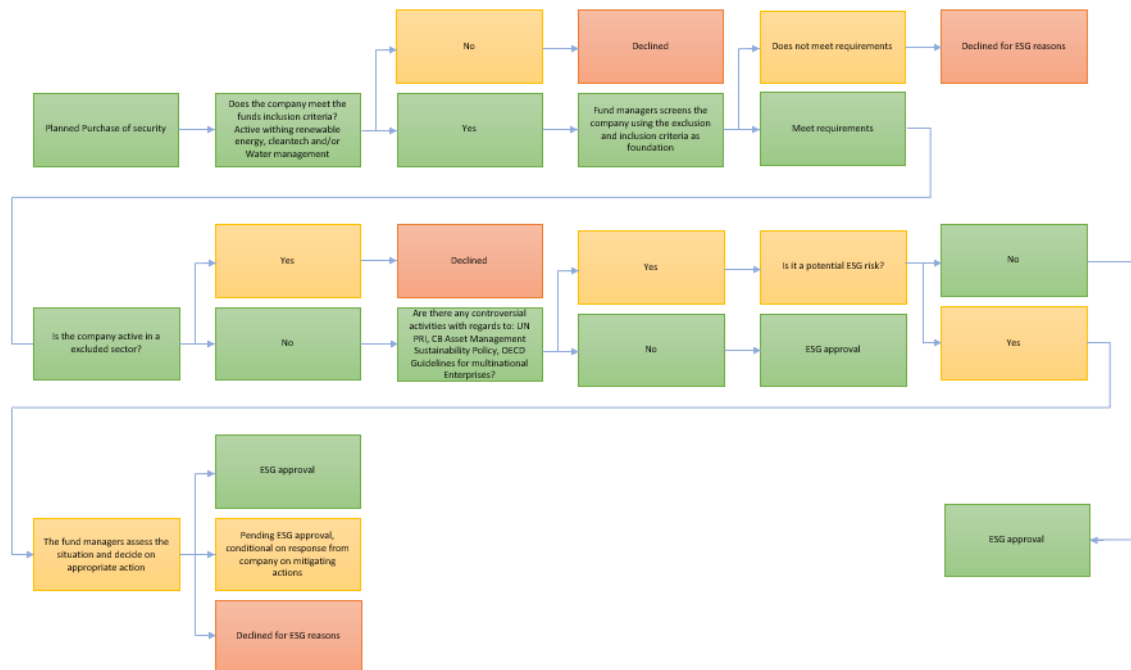 No
Declined
Does not meet requirements
Declined for ESG reasons
Planned Purchase of security
Does the company meet the
funds inclusion criteria?
Active withing renewable
energy, cleantech and/or
Water management
Yes
Fund managers screens the
company using the exclusion
and inclusion criteria as
foundation
Meet requirements
Yes
Declined
Yes
Is it a potential ESG risk?
No
Is the company active in a
excluded sector?
No
Are there any controversial
activities with regards to: UN
PRI, CB Asset Management
Sustainability Policy, OECD
Guidelines for multinational
Enterprises?
No
ESG approval
Yes
ESG approval
The fund managers assess the
situation and decide on
appropriate action
Pending ESG approval,
conditional on response from
company on mitigating
actions
ESG approval
Declined for ESG reasons